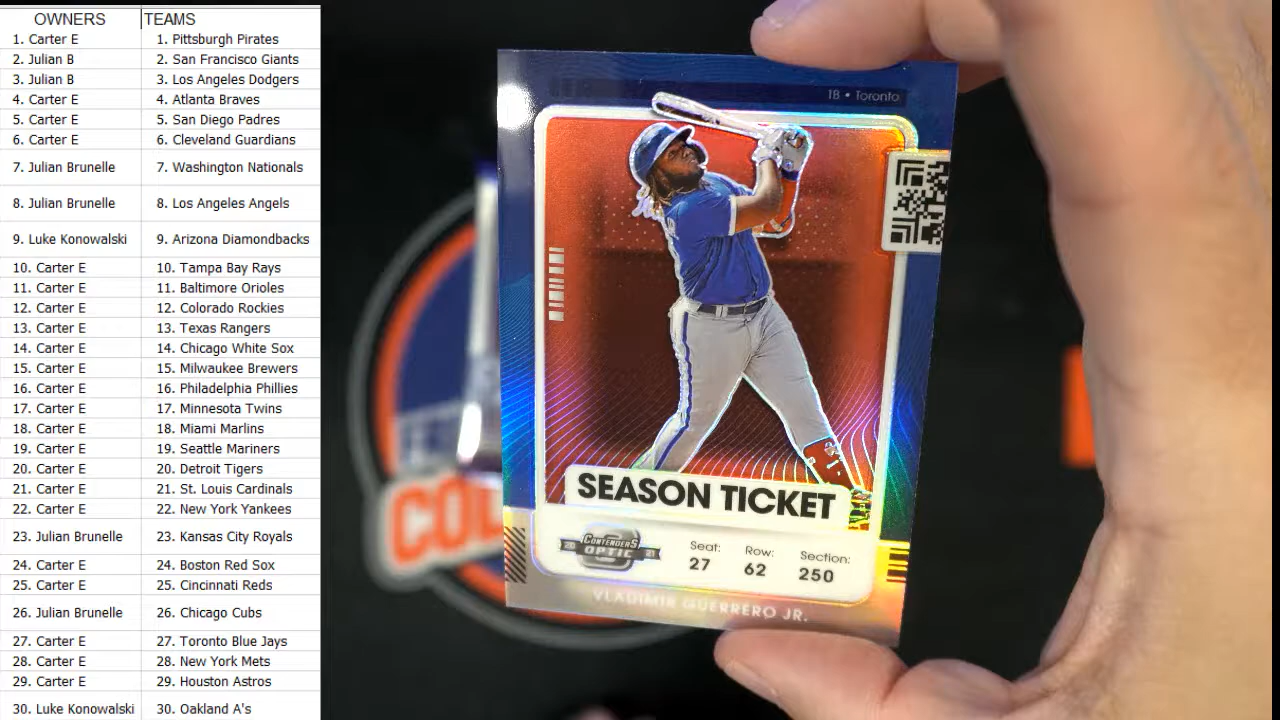 OWNERS TEAMS
1. Carter E 1. Pittsburgh Pirates
2. Julian B 2. San Francisco Giants
3. Julian B 3. Los Angeles Dodgers
4. Carter E 4. Atlanta Braves
5. Carter E 5. San Diego Padres
6. Carter E 6. Cleveland Guardians
7. Julian Brunelle 7. Washington Nationals
8. Julian Brunelle 8. Los Angeles Angels
9. Luke Konowalski 9. Arizona Diamondbacks
10. Carter E 10. Tampa Bay Rays
11. Carter E 11. Baltimore Orioles
12. Carter E 12. Colorado Rockies
13. Carter E 13. Texas Rangers
14. Carter E 14. Chicago White Sox
15. Carter E 15. Milwaukee Brewers
16. Carter E 16. Philadelphia Phillies
17. Carter E 17. Minnesota Twins
18. Carter E 18. Miami Marlins
19. Carter E 19. Seattle Mariners
20. Carter E 20. Detroit Tigers
21. Carter E 21. St. Louis Cardinals
22. Carter E 22. New York Yankees
23. Julian Brunelle 23. Kansas City Royals
24. Carter E 24. Boston Red Sox
25. Carter E 25. Cincinnati Reds
26. Julian Brunelle 26. Chicago Cubs
27. Carter E 27. Toronto Blue Jays
28. Carter E 28. New York Mets
29. Carter E 29. Houston Astros
30. Luke Konowalski 30. Oakland A's
1B • Toronto
SEASON TICKET
20 CONTENDERS 21
OPTIC
Seat: Row: Section:
27 62 250
VLADIMIR GUERRERO JR.